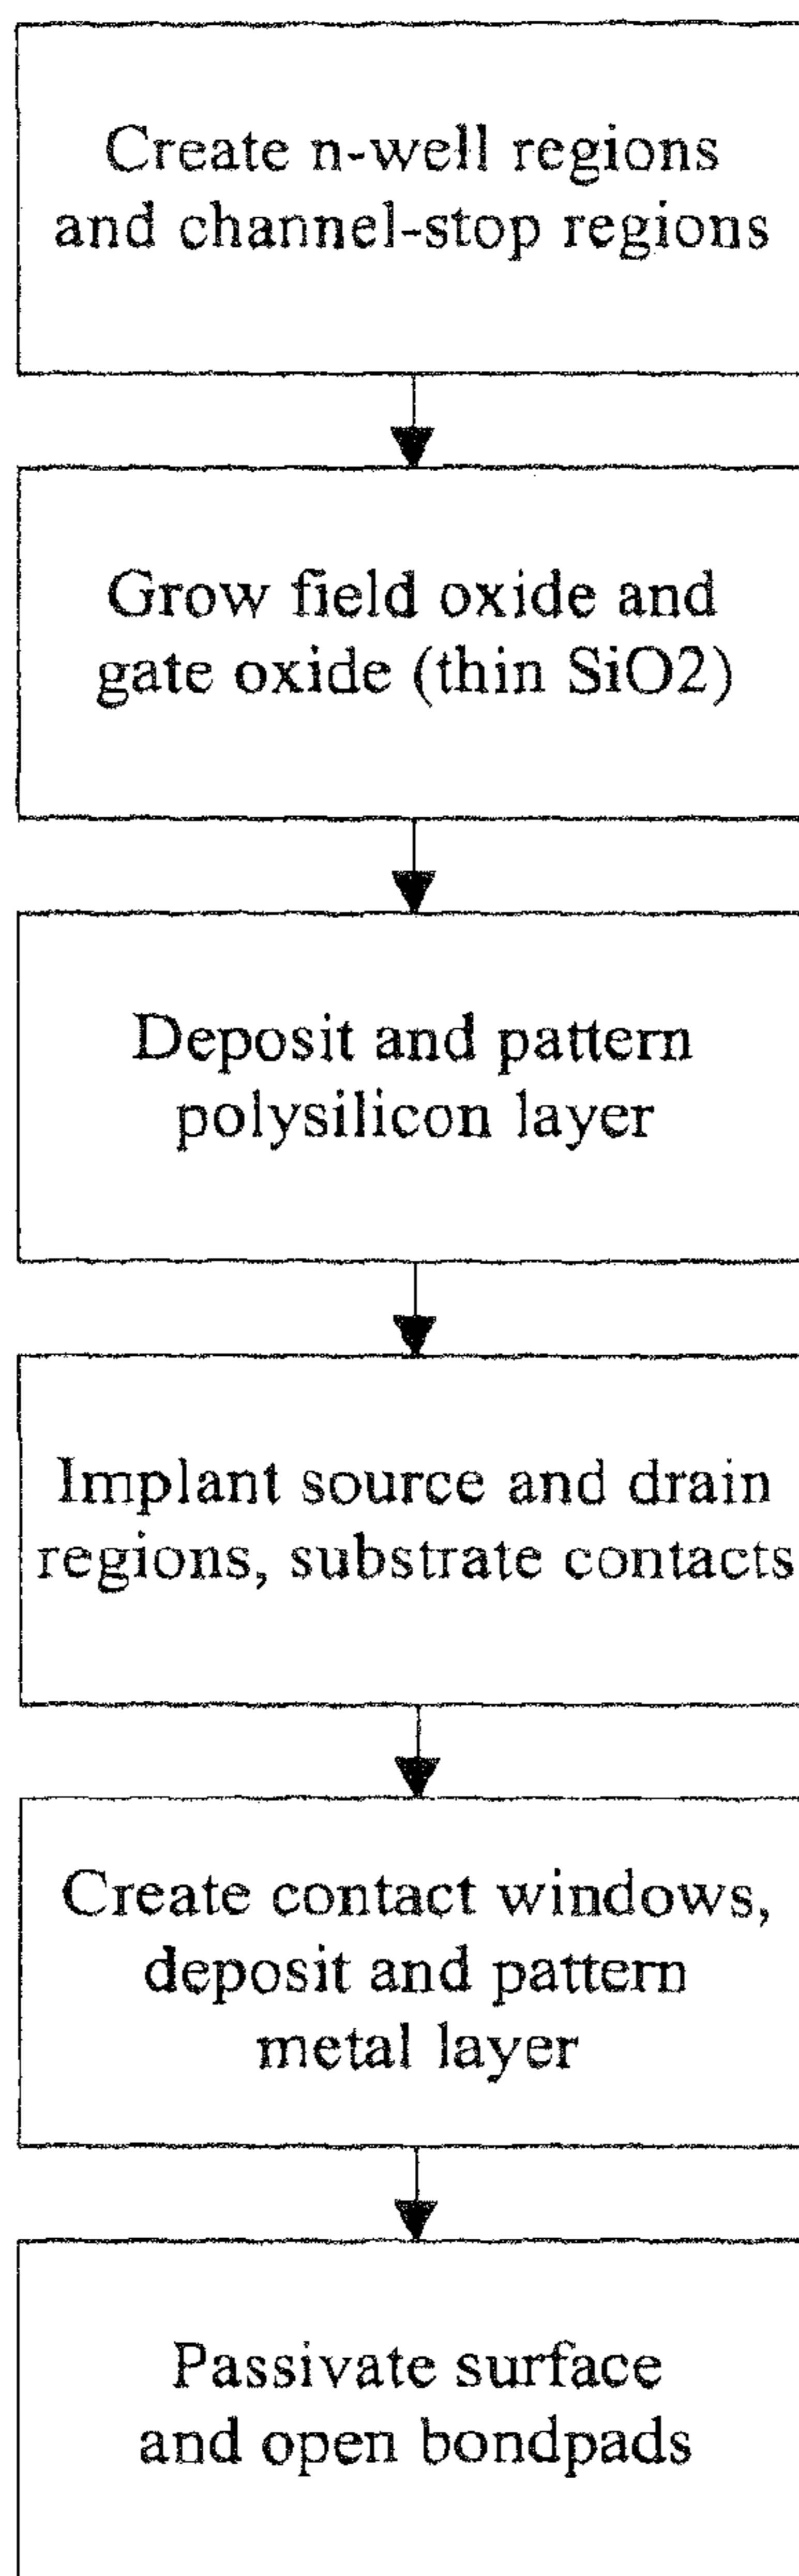 Create n-well regions
and channel-stop regions
Grow field oxide and
gate oxide (thin SiO2)
Deposit and pattern
polysilicon layer
Implant source and drain
regions, substrate contacts
Create contact windows,
deposit and pattern
metal layer
Passivate surface
and open bondpads